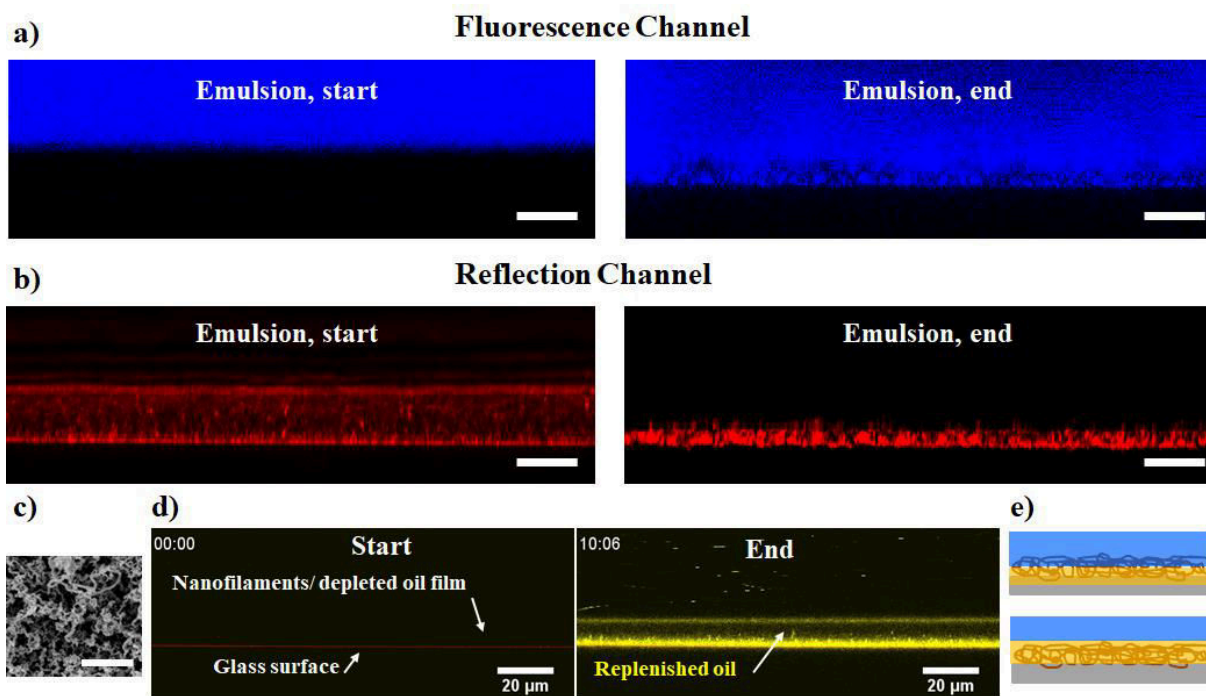 a)
Fluorescence Channel
Emulsion, start
Emulsion, end
b)
Reflection Channel
Emulsion, start
Emulsion, end
c)
d)
e)
00:00
Start
Nanofilaments/ depleted oil film
Glass surface
20 µm
10:06
End
Replenished oil
20 µm